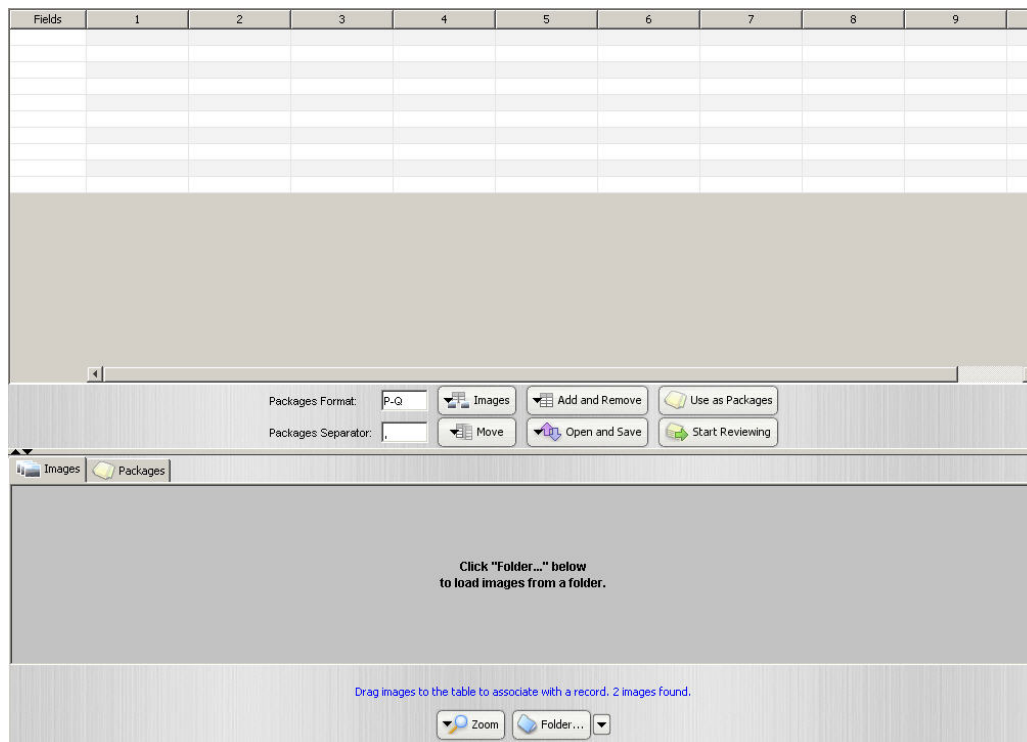 Fields 1 2 3 4 5 6 7 8 9
Packages Format: P-Q Images Add and Remove Use as Packages
Packages Separator: , Move Open and Save Start Reviewing
Images Packages
Click "Folder..." below
to load images from a folder.
Drag images to the table to associate with a record. 2 images found.
Zoom Folder...